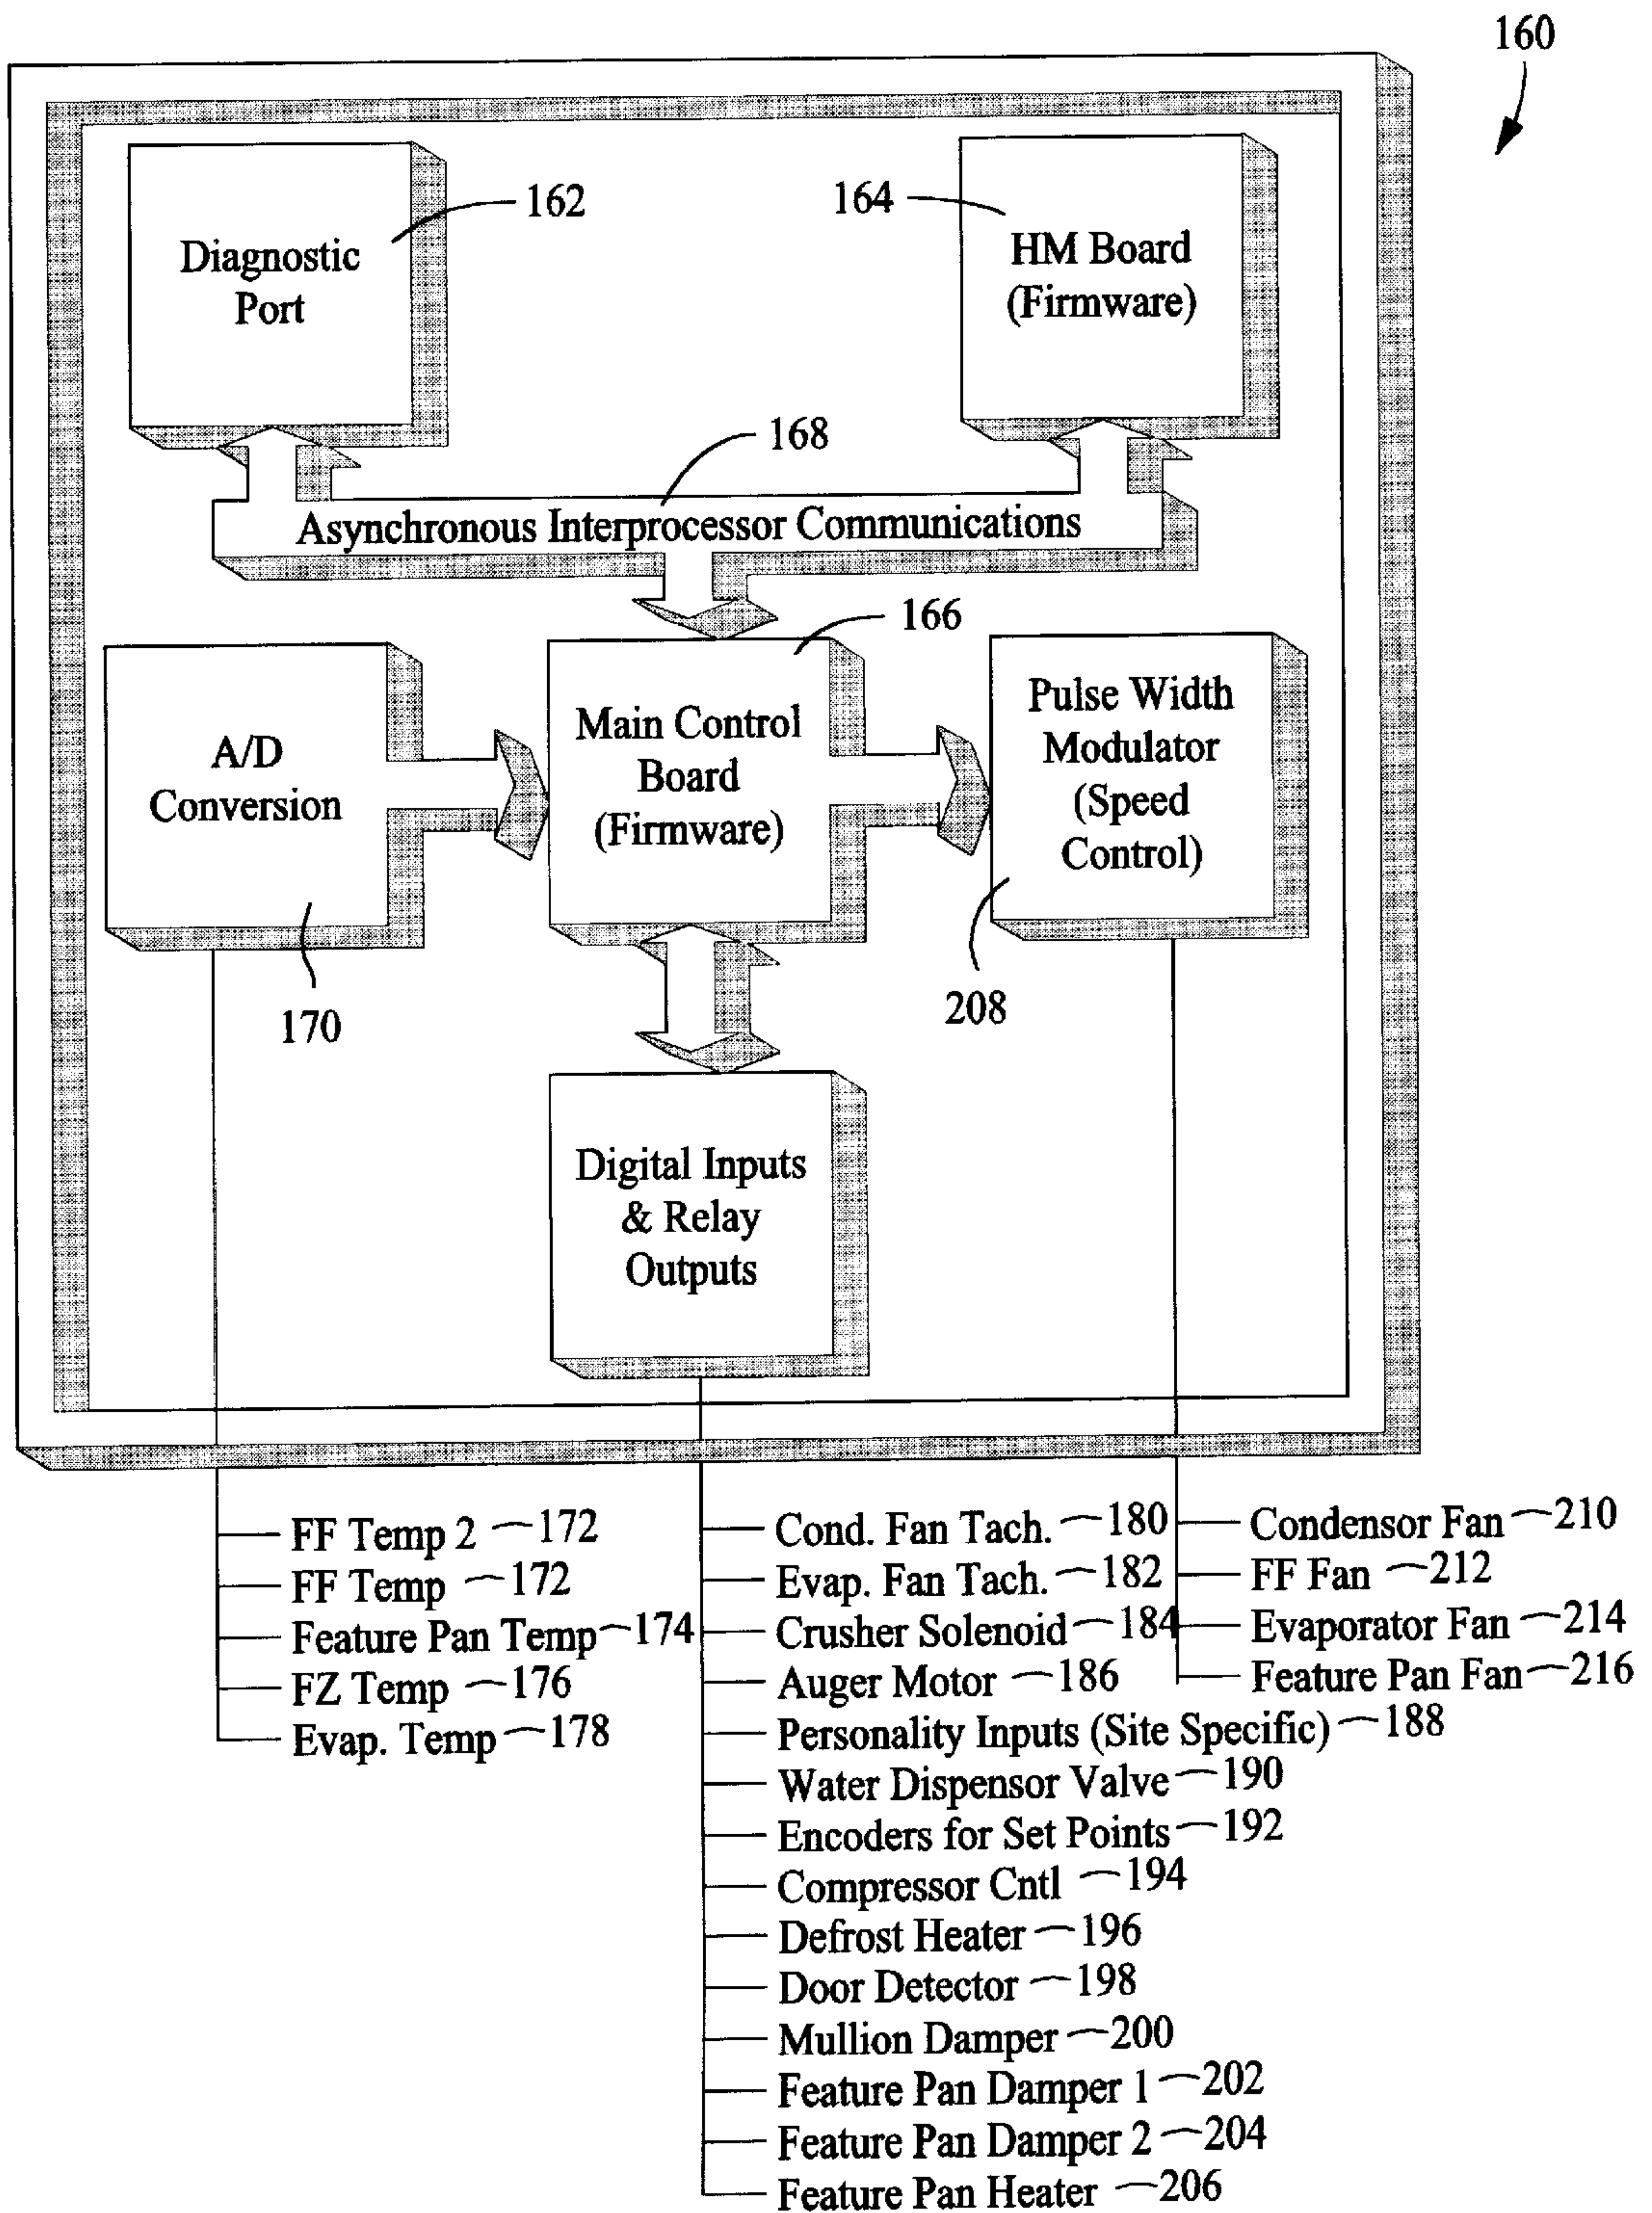 160
Diagnostic
Port
162
164
HM Board
(Firmware)
168
Asynchronous Interprocessor Communications
166
A/D
Conversion
170
Main Control
Board
(Firmware)
Pulse Width
Modulator
(Speed
Control)
208
Digital Inputs
& Relay
Outputs
FF Temp 2 172
FF Temp 172
Feature Pan Temp 174
FZ Temp 176
Evap. Temp 178
Cond. Fan Tach. 180
Evap. Fan Tach. 182
Crusher Solenoid 184
Auger Motor 186
Personality Inputs (Site Specific) 188
Water Dispensor Valve 190
Encoders for Set Points 192
Compressor Cntl 194
Defrost Heater 196
Door Detector 198
Mullion Damper 200
Feature Pan Damper 1 202
Feature Pan Damper 2 204
Feature Pan Heater 206
Condensor Fan 210
FF Fan 212
Evaporator Fan 214
Feature Pan Fan 216